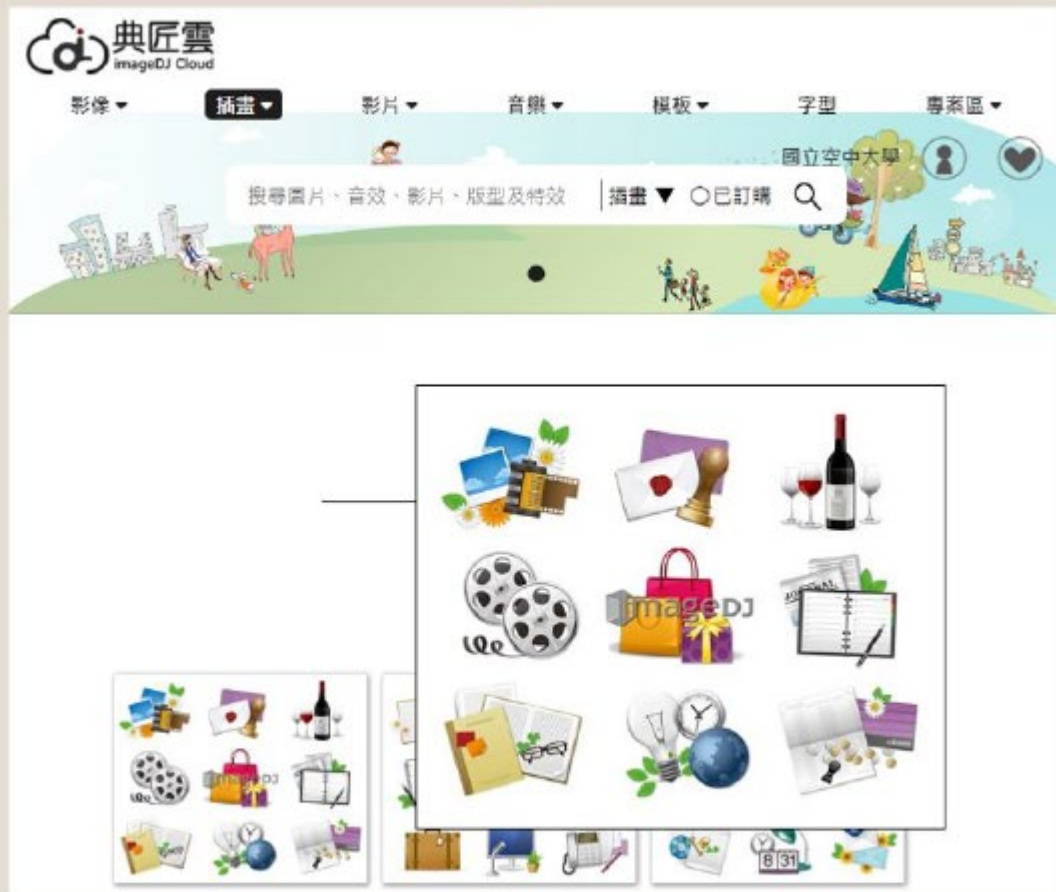 典匠雲
imageDJ Cloud
影像 插畫 影片 音樂 模板 字型 專案區
國立空中大學
搜尋圖片、音效、影片、版型及特效 插畫 已訂購
imageDJ
imageDJ
8 31